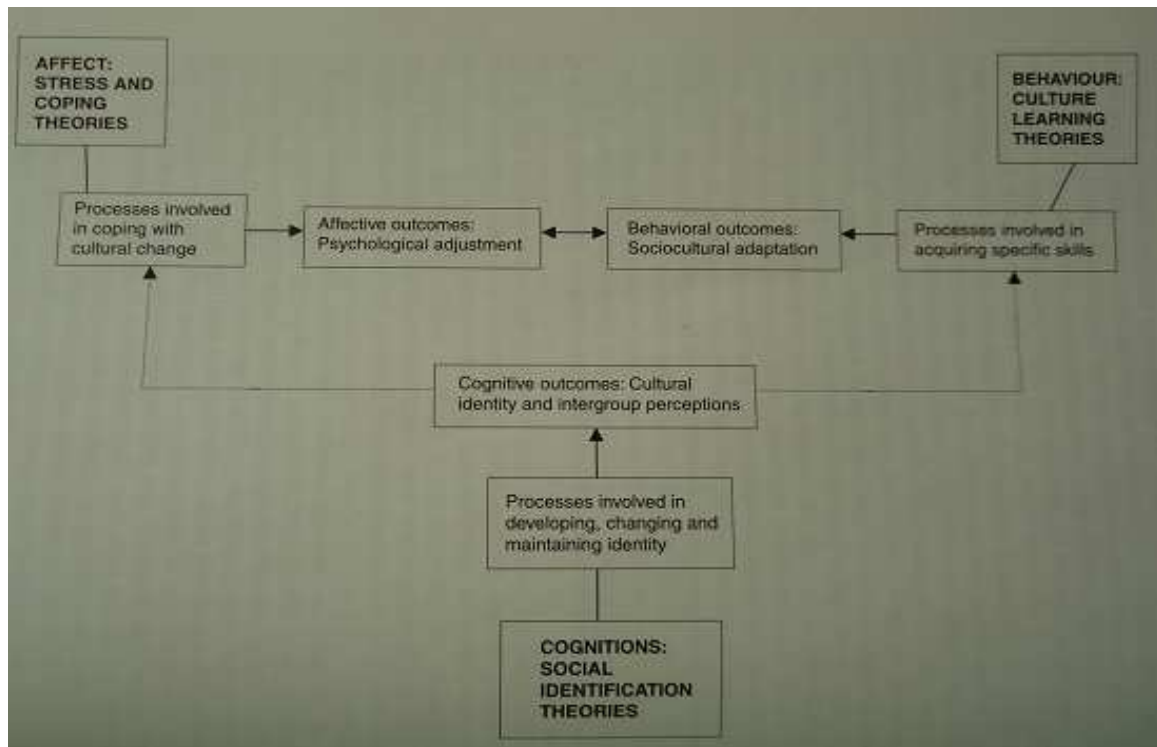 AFFECT:
STRESS AND
COPING
THEORIES
BEHAVIOUR:
CULTURE
LEARNING
THEORIES
Processes involved
in coping with
cultural change
Affective outcomes:
Psychological adjustment
Behavioral outcomes:
Sociocultural adaptation
Processes involved in
acquiring specific skills
Cognitive outcomes: Cultural
identity and intergroup perceptions
Processes involved in
developing, changing and
maintaining identity
COGNITIONS:
SOCIAL
IDENTIFICATION
THEORIES